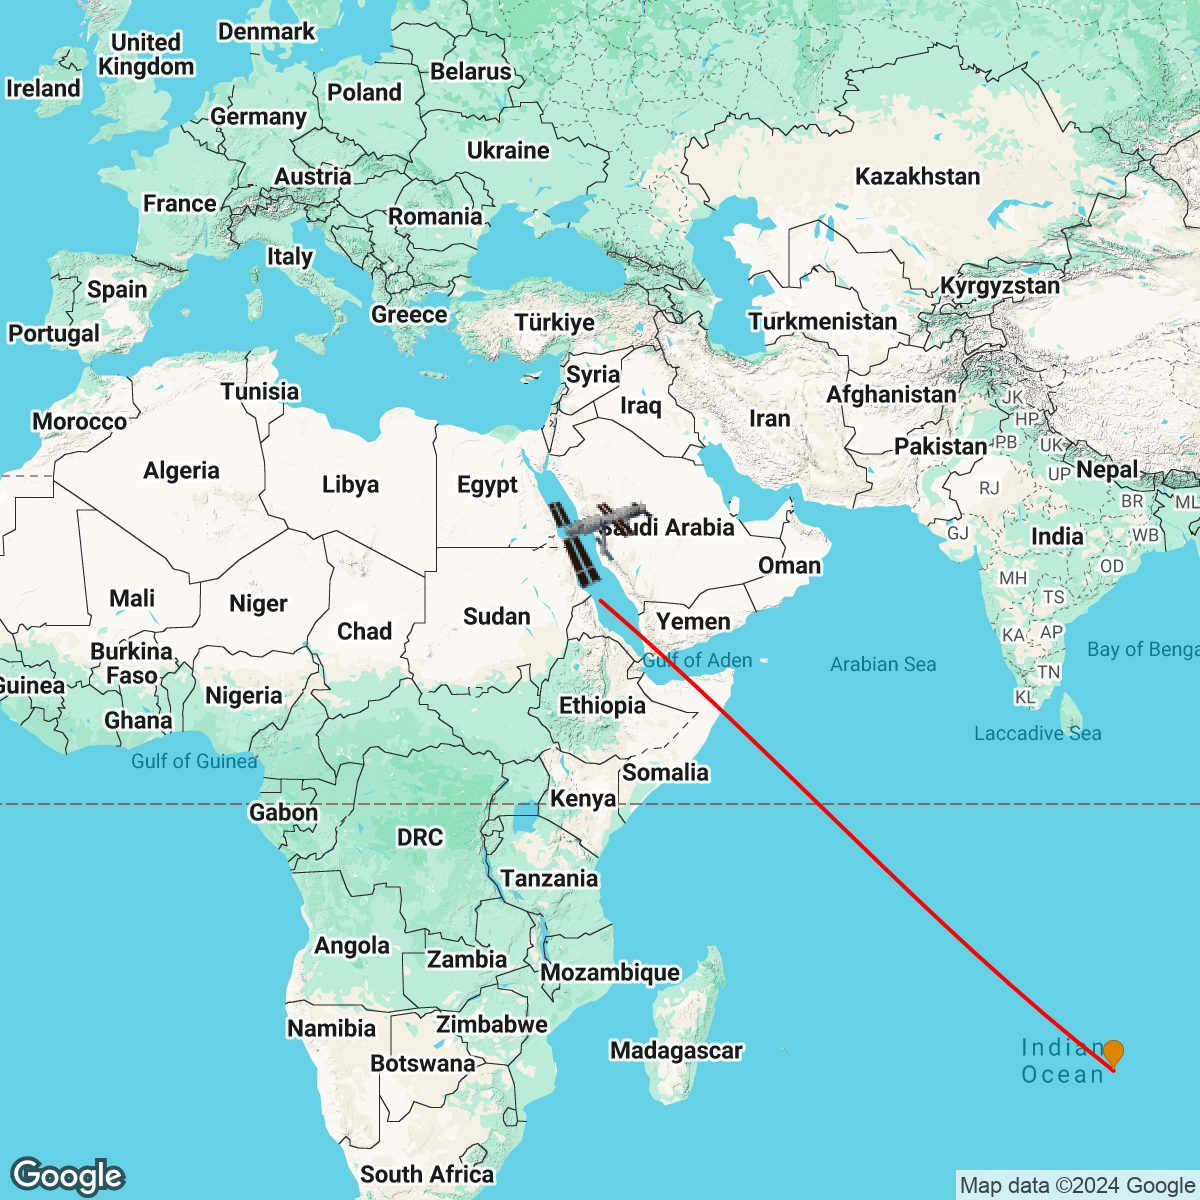 Denmark
United
Kingdom
Ireland
Belarus
Poland
Germany
Ukraine
Austria
Kazakhstan
France
Romania
Italy
Kyrgyzstan
Spain
Greece
Türkiye
Turkmenistan
Portugal
Syria
Tunisia
Afghanistan
JK
Iraq
Iran
HP
Morocco
Pakistan
PB
UK
Algeria
UP
Nepal
Libya
Egypt
RJ
BR
ML
Saudi Arabia
GJ
India
WB
Oman
OD
MH
Mali
Niger
TS
Sudan
Yemen
Chad
KA
AP
Burkina
Faso
Bay of Benga
Gulf of Aden
Arabian Sea
TN
Guinea
Nigeria
KL
Ethiopia
Ghana
Laccadive Sea
Gulf of Guinea
Somalia
Kenya
Gabon
DRC
Tanzania
Angola
Zambia
Mozambique
Namibia
Zimbabwe
Madagascar
Indian
Ocean
Botswana
South Africa
Google
Map data ©2024 Google